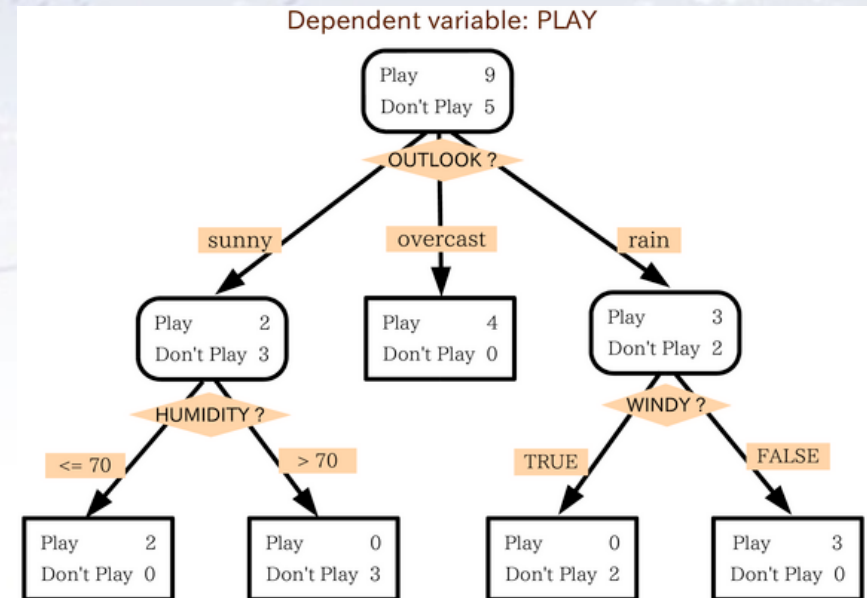 Dependent variable: PLAY
Play 9
Don't Play 5
OUTLOOK ?
sunny
overcast
rain
Play 2
Don't Play 3
Play 4
Don't Play 0
Play 3
Don't Play 2
HUMIDITY ?
WINDY ?
<= 70
> 70
TRUE
FALSE
Play 2
Don't Play 0
Play 0
Don't Play 3
Play 0
Don't Play 2
Play 3
Don't Play 0